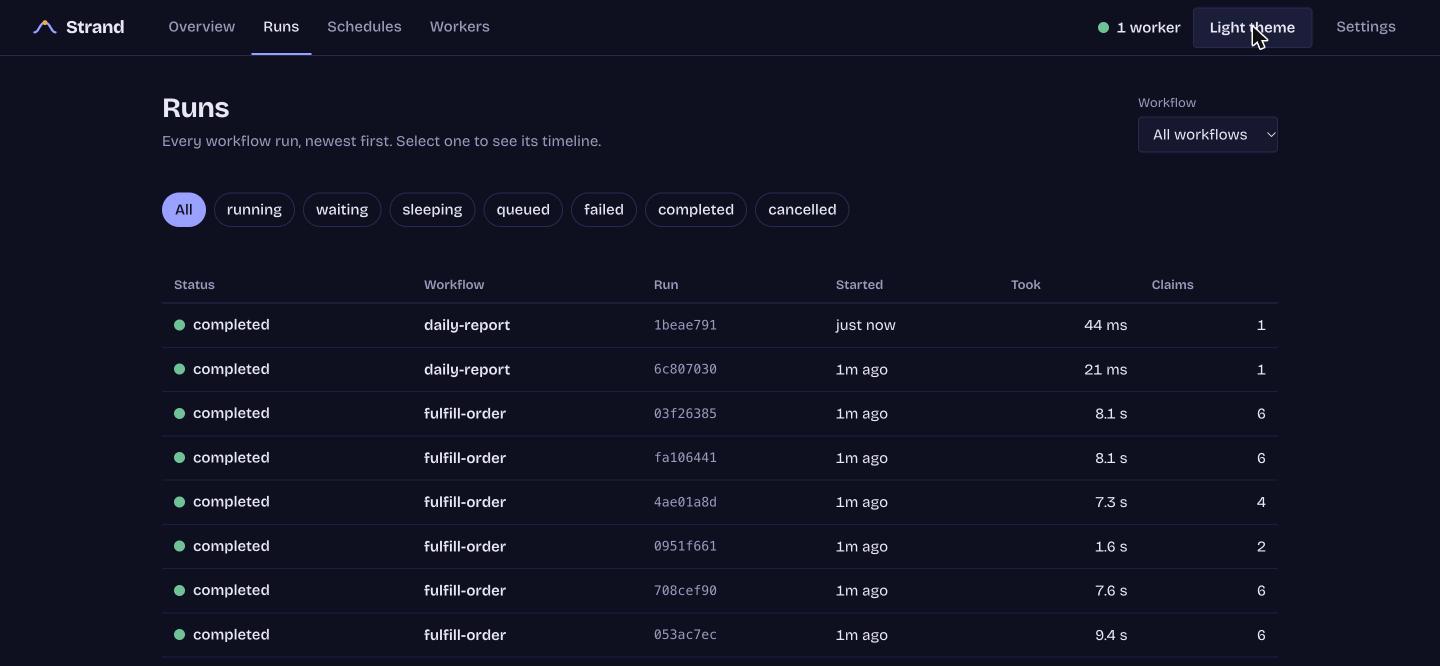 Strand Overview Runs Schedules Workers 1 worker Light theme Settings
Runs
Every workflow run, newest first. Select one to see its timeline.
Workflow
All workflows
All running waiting sleeping queued failed completed cancelled
Status Workflow Run Started Took Claims
completed daily-report 1beae791 just now 44 ms 1
completed daily-report 6c807030 1m ago 21 ms 1
completed fulfill-order 03f26385 1m ago 8.1 s 6
completed fulfill-order fa106441 1m ago 8.1 s 6
completed fulfill-order 4ae01a8d 1m ago 7.3 s 4
completed fulfill-order 0951f661 1m ago 1.6 s 2
completed fulfill-order 708cef90 1m ago 7.6 s 6
completed fulfill-order 053ac7ec 1m ago 9.4 s 6